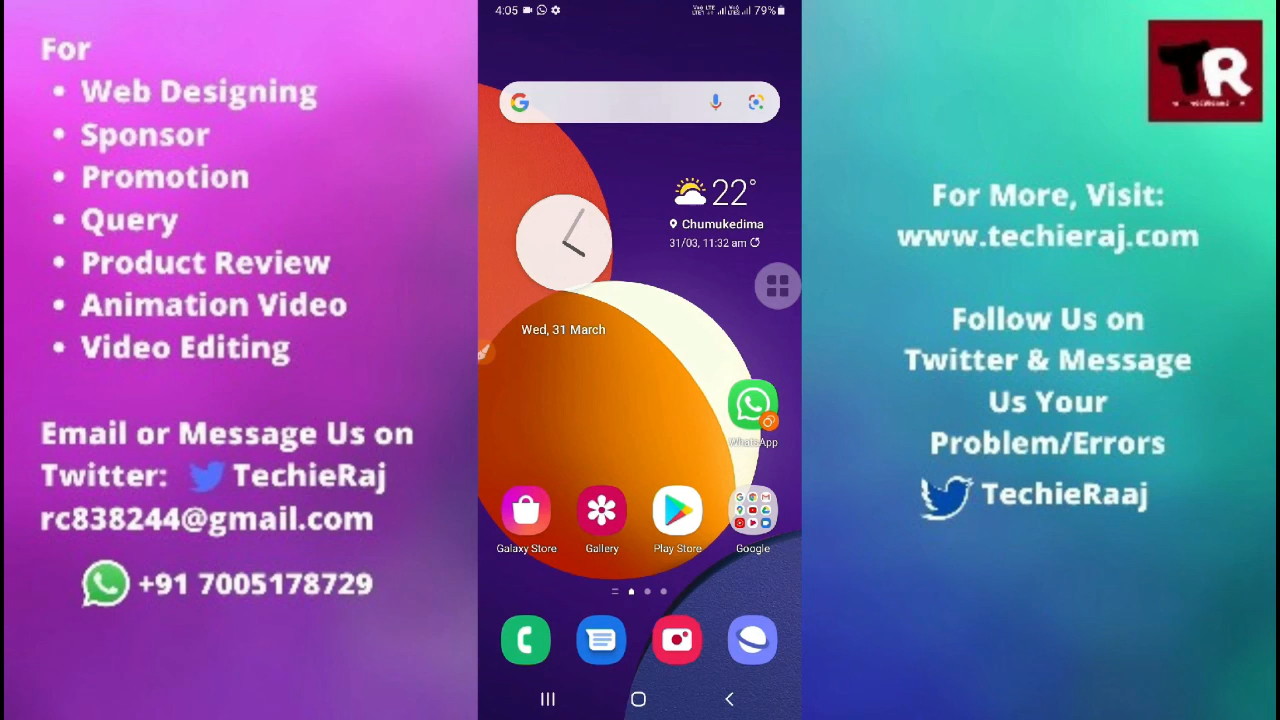 For
• Web Designing
• Sponsor
• Promotion
• Query
• Product Review
• Animation Video
• Video Editing
Email or Message Us on
Twitter: TechieRaj
rc838244@gmail.com
+91 7005178729
4:05
79%
G
22°
Chumukedima
31/03, 11:32 am
Wed, 31 March
WhatsApp
Galaxy Store
Gallery
Play Store
Google
TR
For More, Visit:
www.techieraj.com
Follow Us on
Twitter & Message
Us Your
Problem/Errors
TechieRaaj